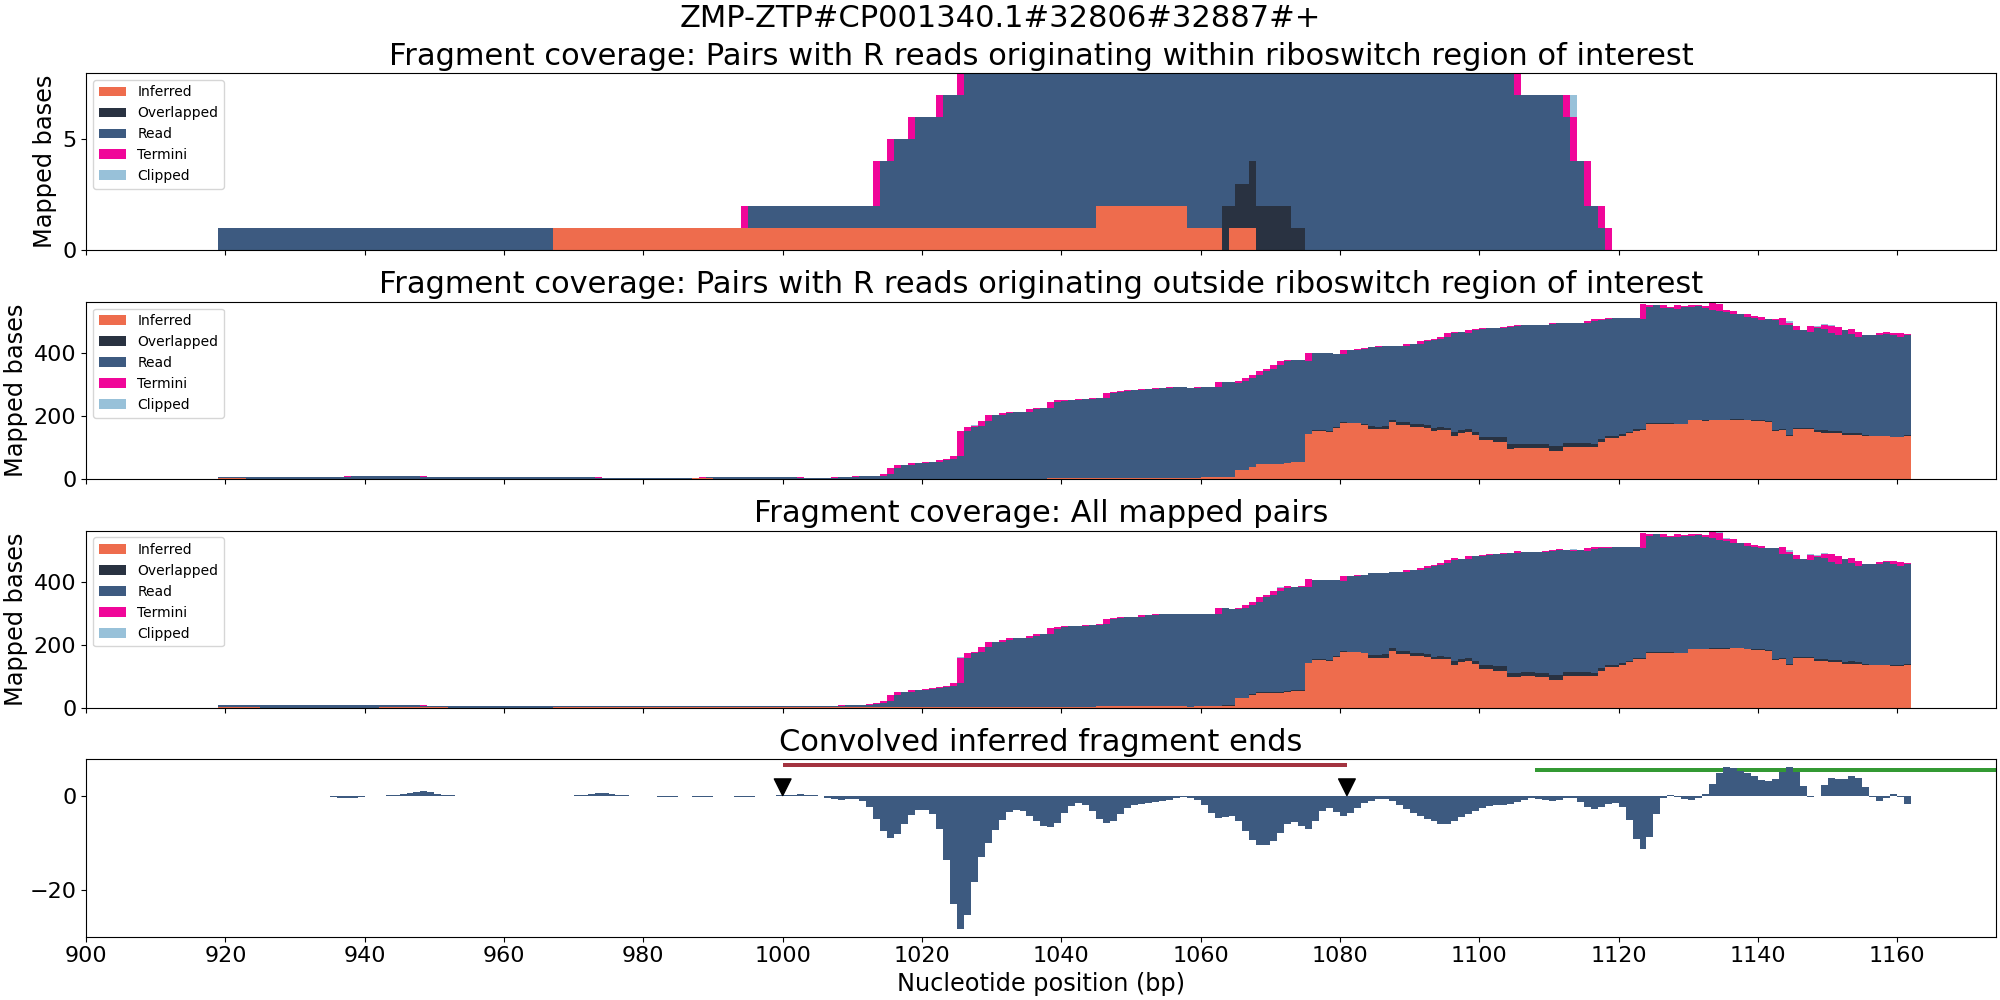 ZMP-ZTP#CP001340.1#32806#32887#+
Fragment coverage: Pairs with R reads originating within riboswitch region of interest
Mapped bases
5
0
Inferred
Overlapped
Read
Termini
Clipped
Fragment coverage: Pairs with R reads originating outside riboswitch region of interest
Mapped bases
400
200
0
Inferred
Overlapped
Read
Termini
Clipped
Fragment coverage: All mapped pairs
Mapped bases
400
200
0
Inferred
Overlapped
Read
Termini
Clipped
Convolved inferred fragment ends
0
−20
900 920 940 960 980 1000 1020 1040 1060 1080 1100 1120 1140 1160
Nucleotide position (bp)